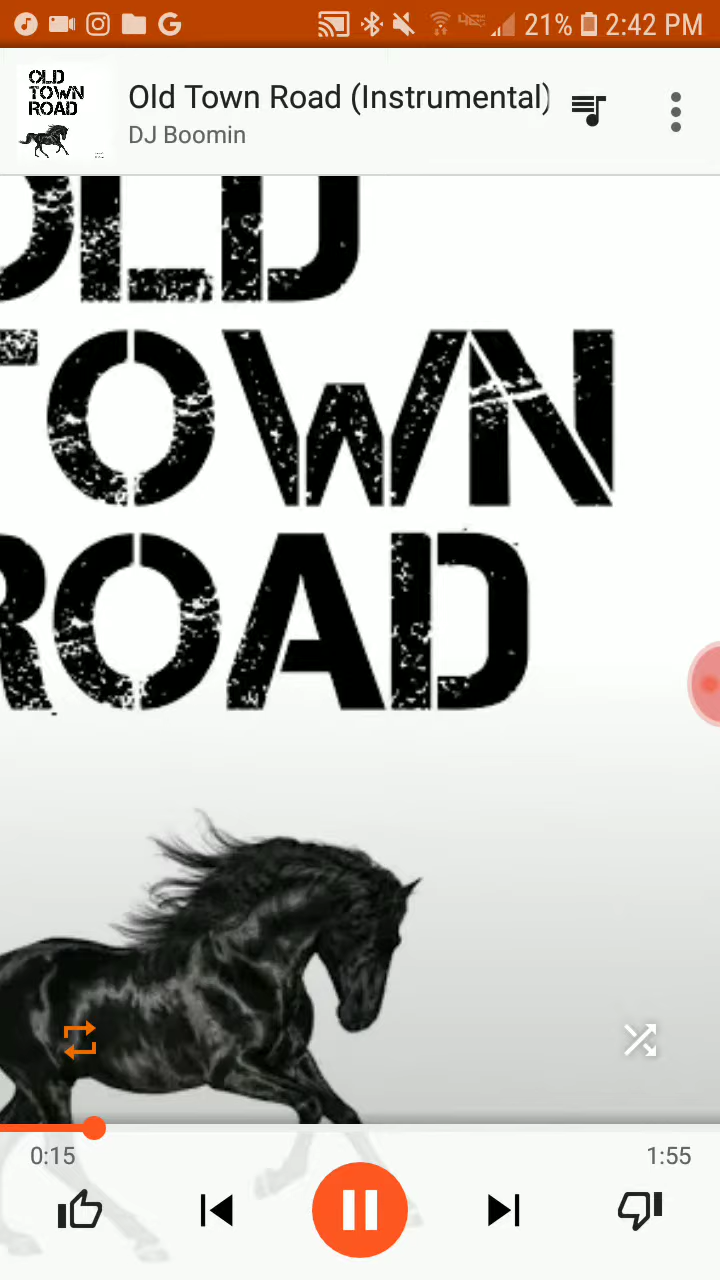 21% 2:42 PM
OLD
TOWN
ROAD
Old Town Road (Instrumental)
DJ Boomin
OLD
TOWN
ROAD
0:15
1:55